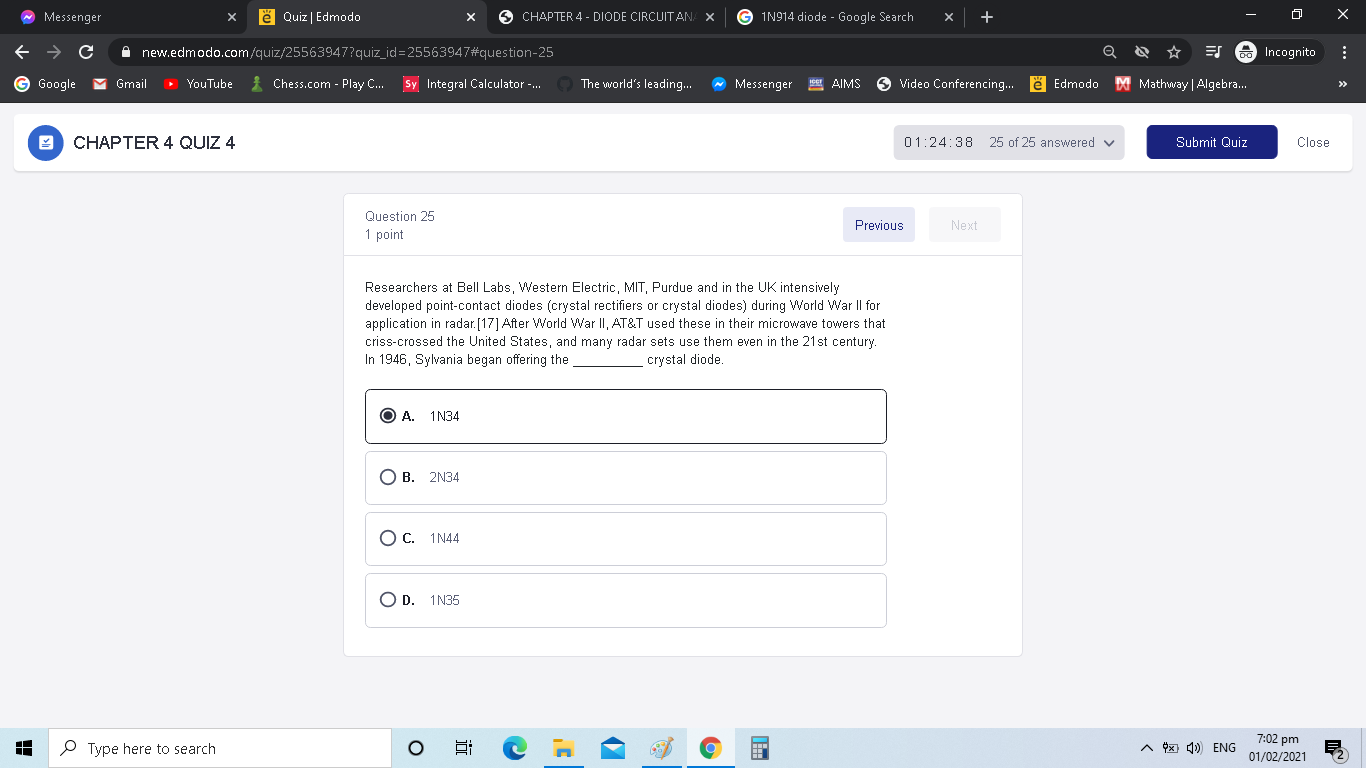 Messenger
Quiz | Edmodo
CHAPTER 4 - DIODE CIRCUIT ANA
1N914 diode - Google Search
new.edmodo.com/quiz/25563947?quiz_id=25563947#question-25
Incognito
Google
Gmail
YouTube
Chess.com - Play C...
Sy Integral Calculator -...
The world's leading...
Messenger
AIMS
Video Conferencing...
Edmodo
Mathway | Algebra...
CHAPTER 4 QUIZ 4
01:24:38 25 of 25 answered
Submit Quiz
Close
Question 25
1 point
Previous
Next
Researchers at Bell Labs, Western Electric, MIT, Purdue and in the UK intensively
developed point-contact diodes (crystal rectifiers or crystal diodes) during World War II for
application in radar.[17] After World War II, AT&T used these in their microwave towers that
criss-crossed the United States, and many radar sets use them even in the 21st century.
In 1946, Sylvania began offering the __________ crystal diode.
A. 1N34
B. 2N34
C. 1N44
D. 1N35
Type here to search
ENG
7:02 pm
01/02/2021
2